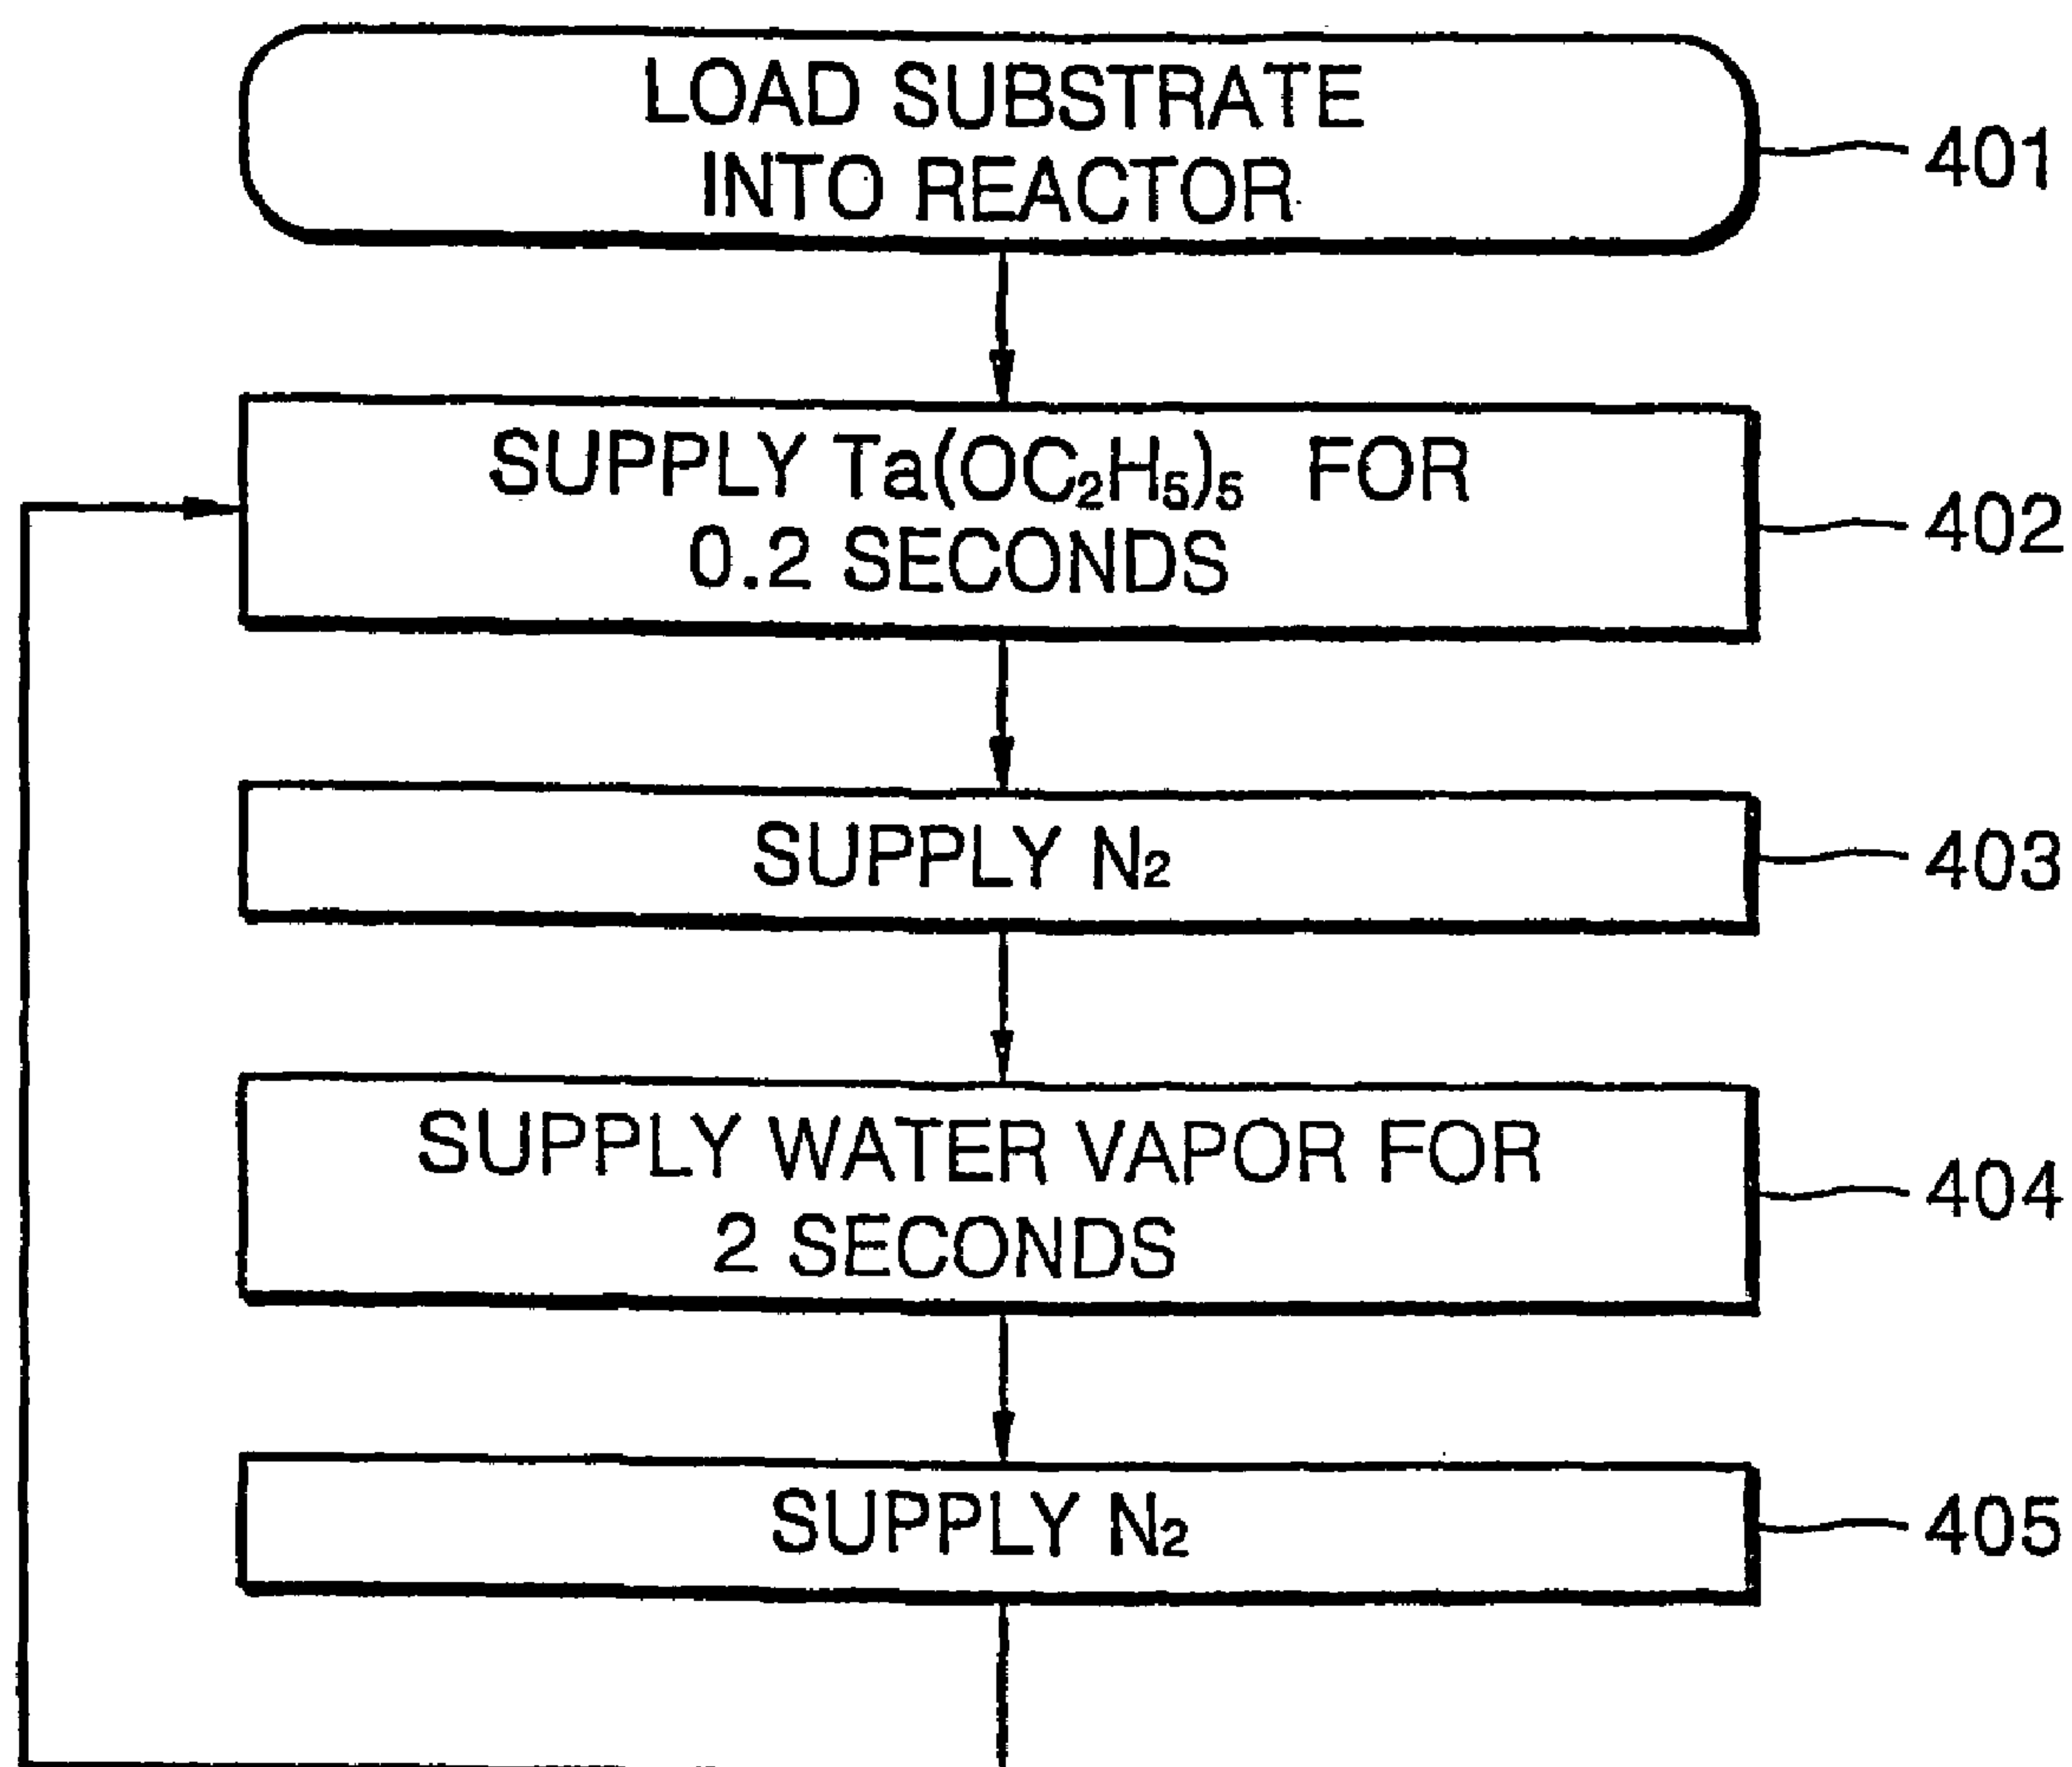 LOAD SUBSTRATE
INTO REACTOR
401
SUPPLY Ta(OC₂H₅)₅ FOR
0.2 SECONDS
402
SUPPLY N₂
403
SUPPLY WATER VAPOR FOR
2 SECONDS
404
SUPPLY N₂
405